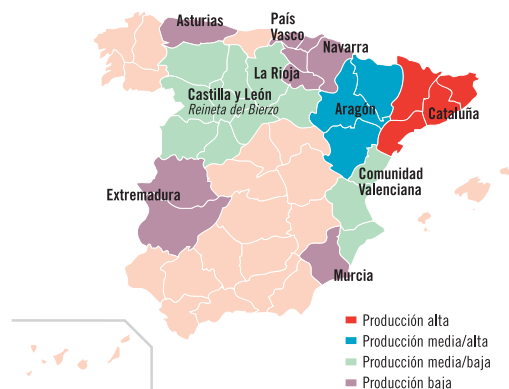 Asturias
País
Vasco
Navarra
La Rioja
Castilla y León
Reineta del Bierzo
Aragón
Cataluña
Comunidad
Valenciana
Extremadura
Murcia
Producción alta
Producción media/alta
Producción media/baja
Producción baja